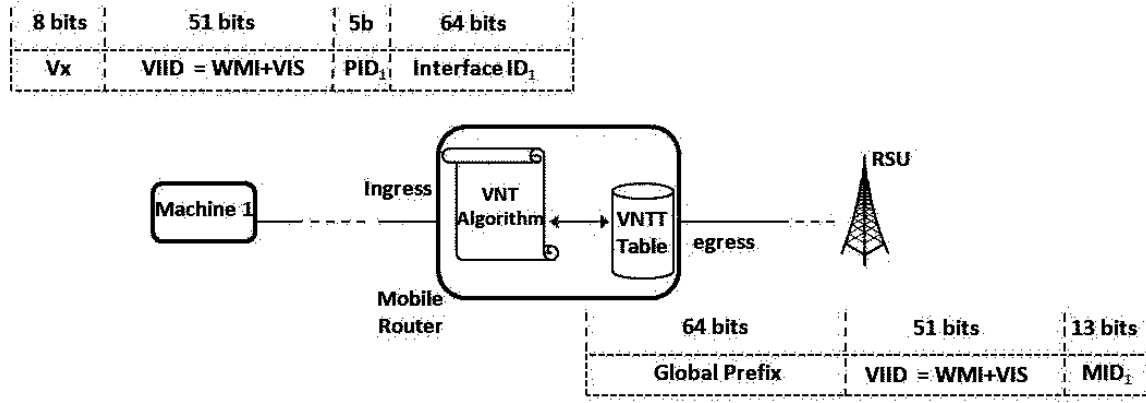 8 bits 51 bits 5b 64 bits
Vx VIID = WMI+VIS PID₁ Interface ID₁
RSU
Ingress
VNT
Algorithm
Machine 1
VNTT
Table
egress
Mobile
Router
64 bits 51 bits 13 bits
Global Prefix VIID = WMI+VIS MID₁